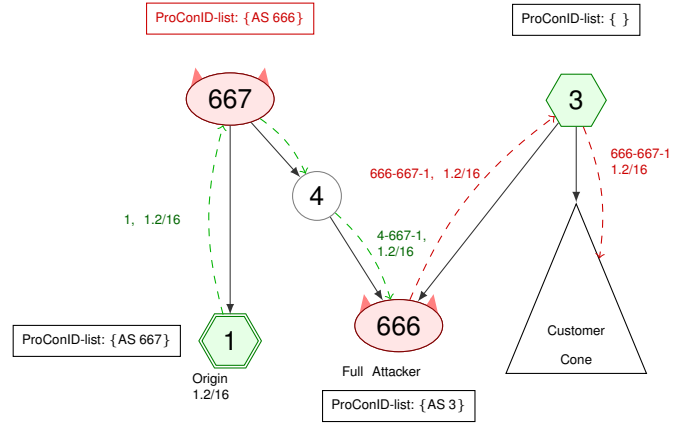 ProConID-list: {AS 666}
ProConID-list: { }
667
3
666-667-1
1.2/16
666-667-1, 1.2/16
4
1, 1.2/16
4-667-1,
1.2/16
ProConID-list: {AS 667}
1
666
Customer
Cone
Origin
1.2/16
Full Attacker
ProConID-list: {AS 3}